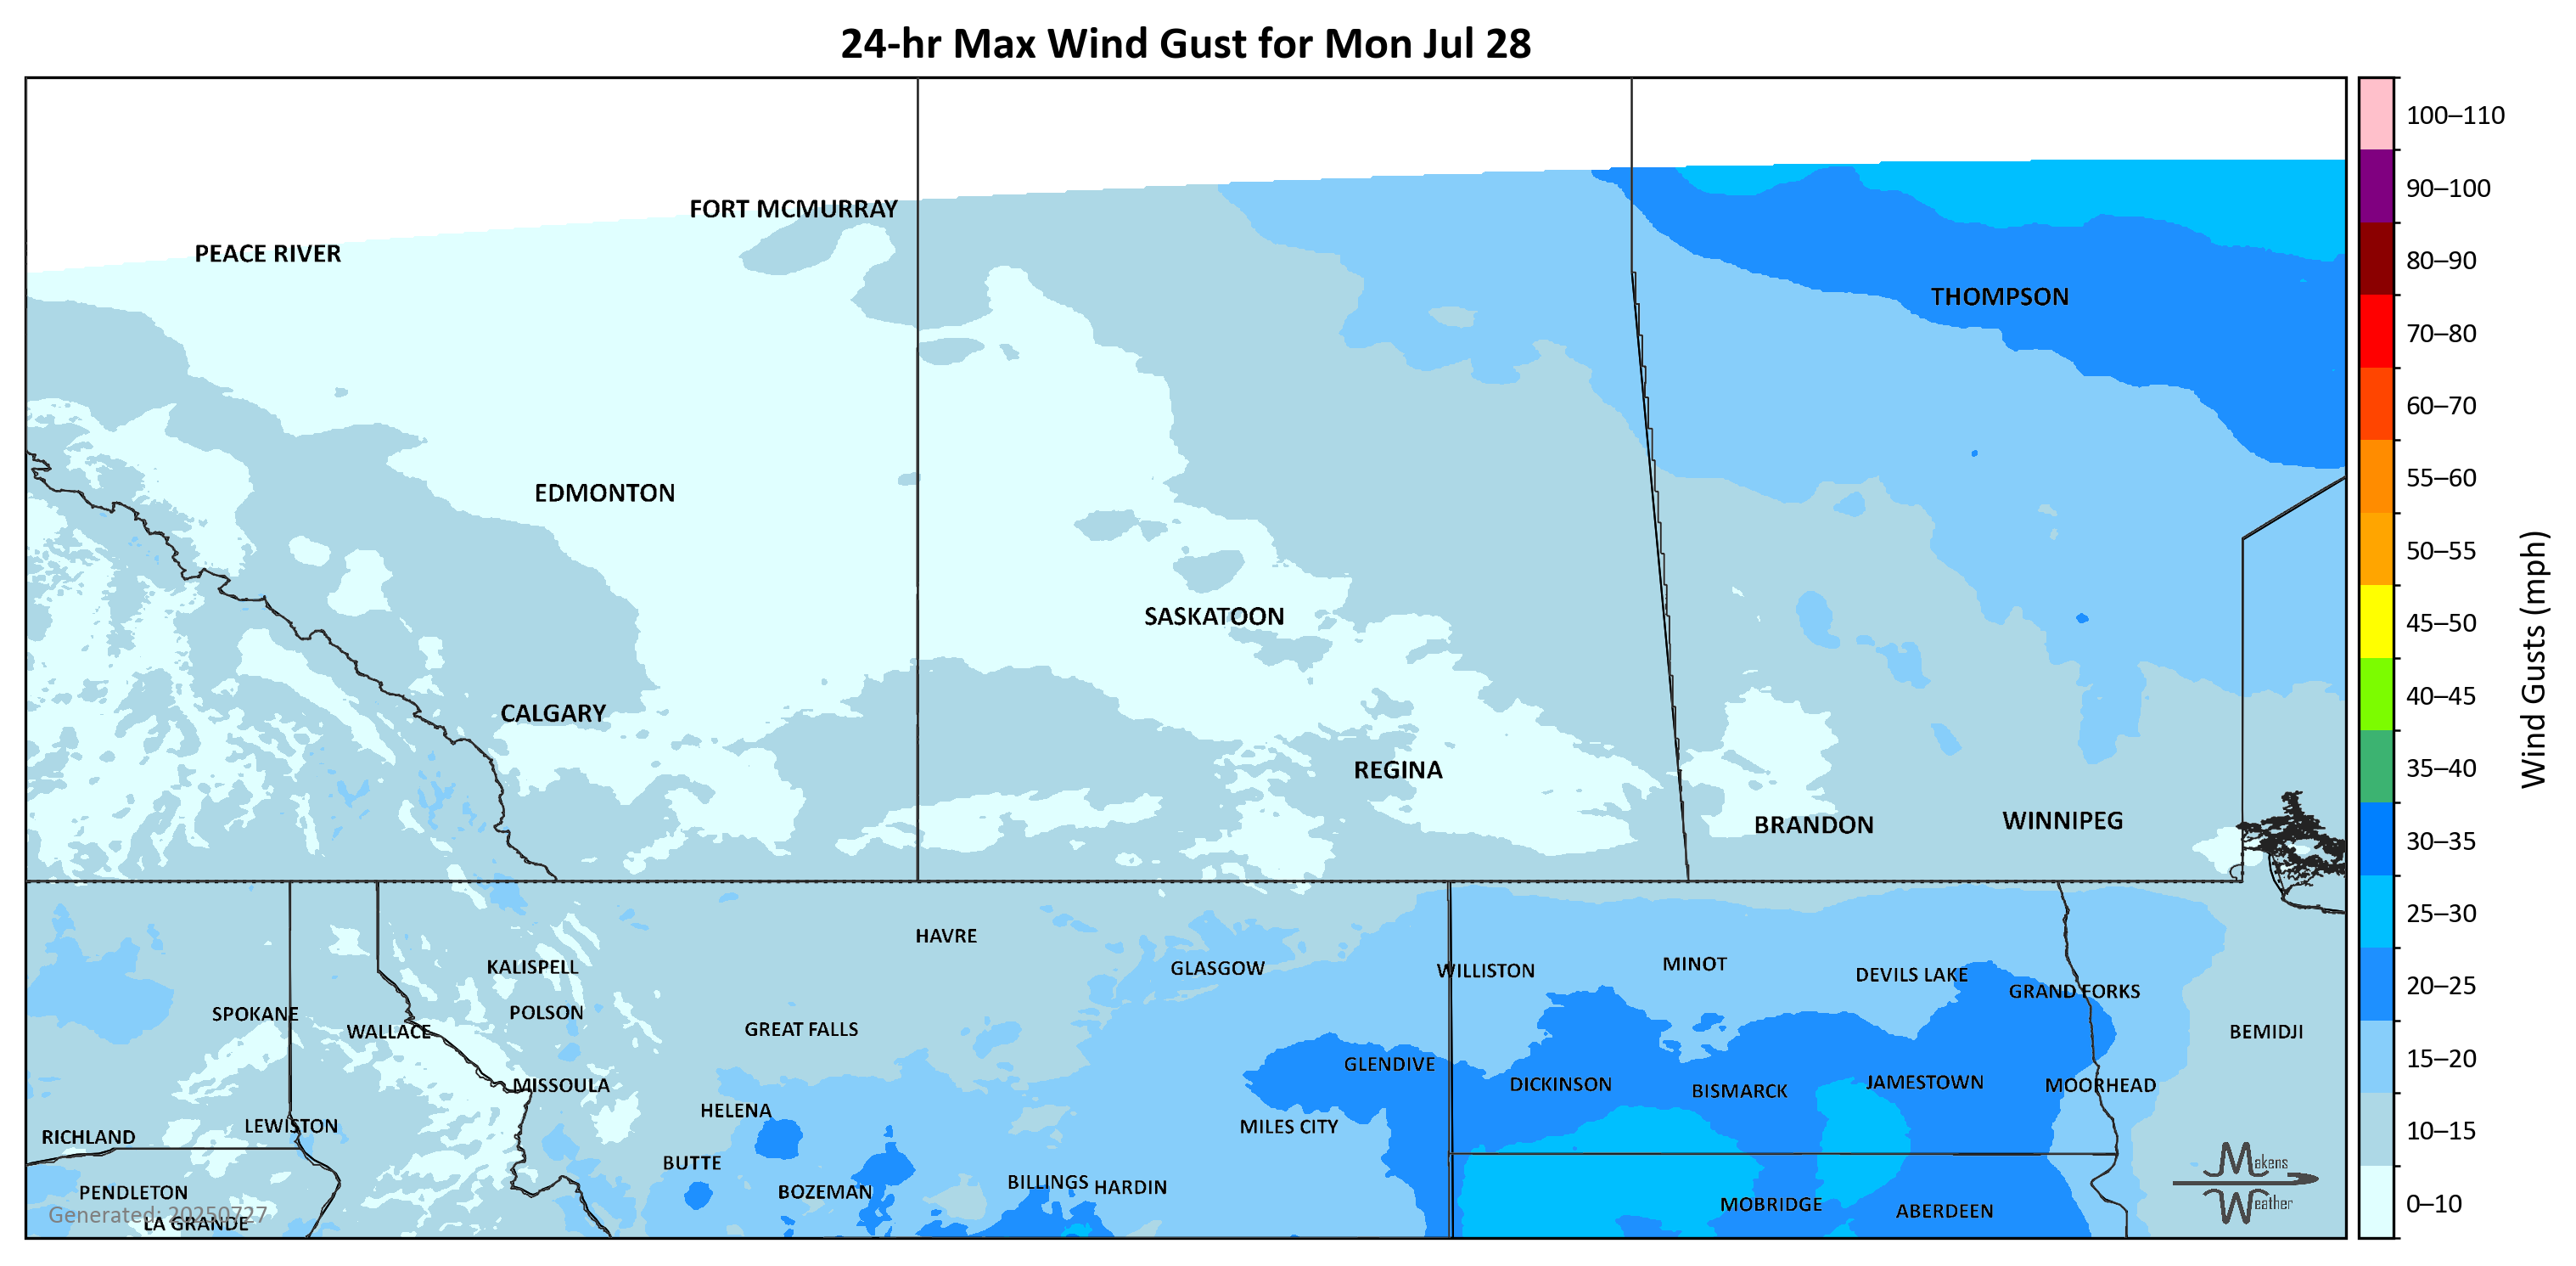 24-hr Max Wind Gust for Mon Jul 28
100–110
FORT MCMURRAY
90–100
PEACE RIVER
80–90
THOMPSON
70–80
60–70
55–60
EDMONTON
50–55
SASKATOON
45–50
Wind Gusts (mph)
40–45
CALGARY
REGINA
35–40
BRANDON
WINNIPEG
30–35
25–30
HAVRE
KALISPELL
GLASGOW
WILLISTON
MINOT
DEVILS LAKE
20–25
GRAND FORKS
SPOKANE
POLSON
WALLACE
GREAT FALLS
BEMIDJI
15–20
GLENDIVE
MISSOULA
DICKINSON
BISMARCK
JAMESTOWN
MOORHEAD
HELENA
LEWISTON
MILES CITY
RICHLAND
10–15
BUTTE
Makens
Weather
PENDLETON
BOZEMAN
BILLINGS
HARDIN
MOBRIDGE
ABERDEEN
0–10
Generated: 20250727
LA GRANDE